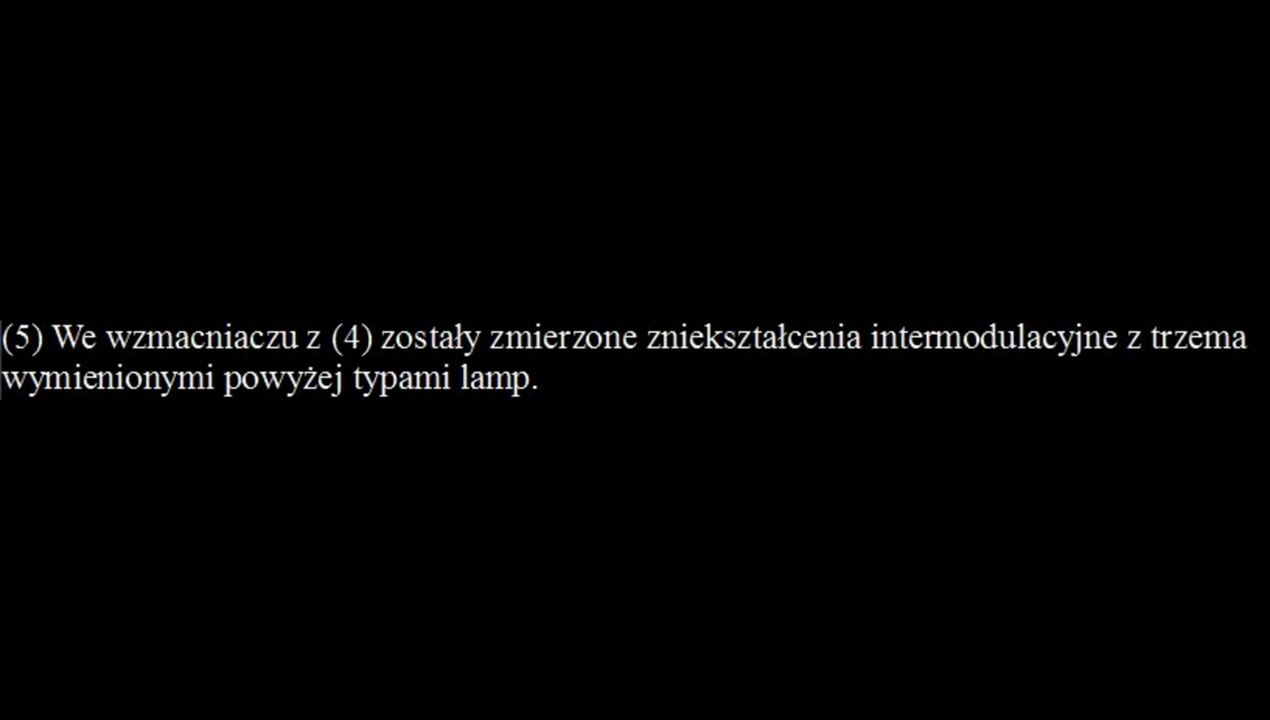 (5) We wzmacniaczu z (4) zostały zmierzone zniekształcenia intermodulacyjne z trzema
wymienionymi powyżej typami lamp.